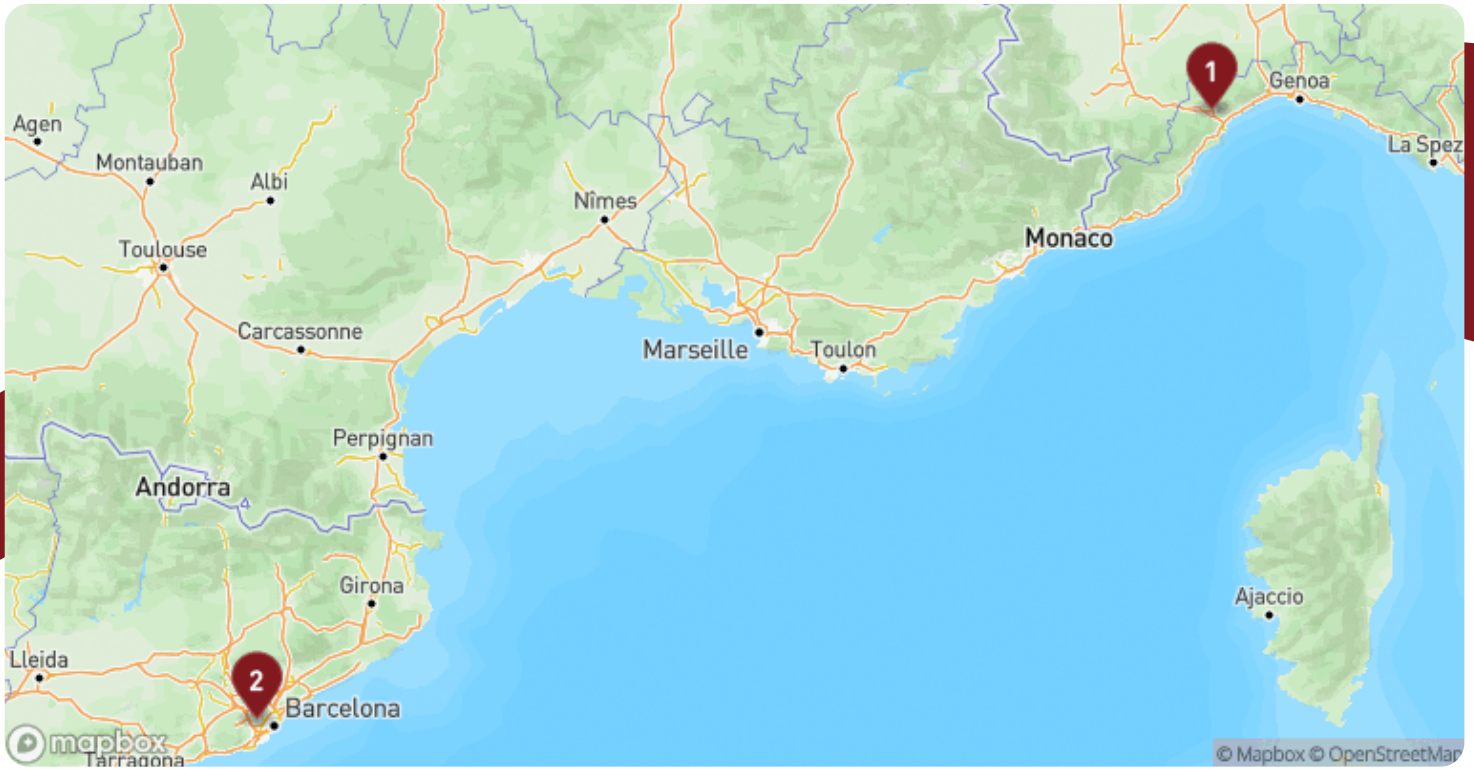 1
Genoa
Agen
La Spez
Montauban
Albi
Nîmes
Toulouse
Monaco
Carcassonne
Marseille
Toulon
Perpignan
Andorra
Girona
Ajaccio
Lleida
2
Barcelona
mapbox
Tarragona
© Mapbox © OpenStreetMap